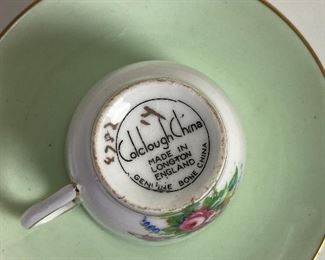 Colclough China
MADE IN
LONGTON
ENGLAND
GENUINE BONE CHINA
4782